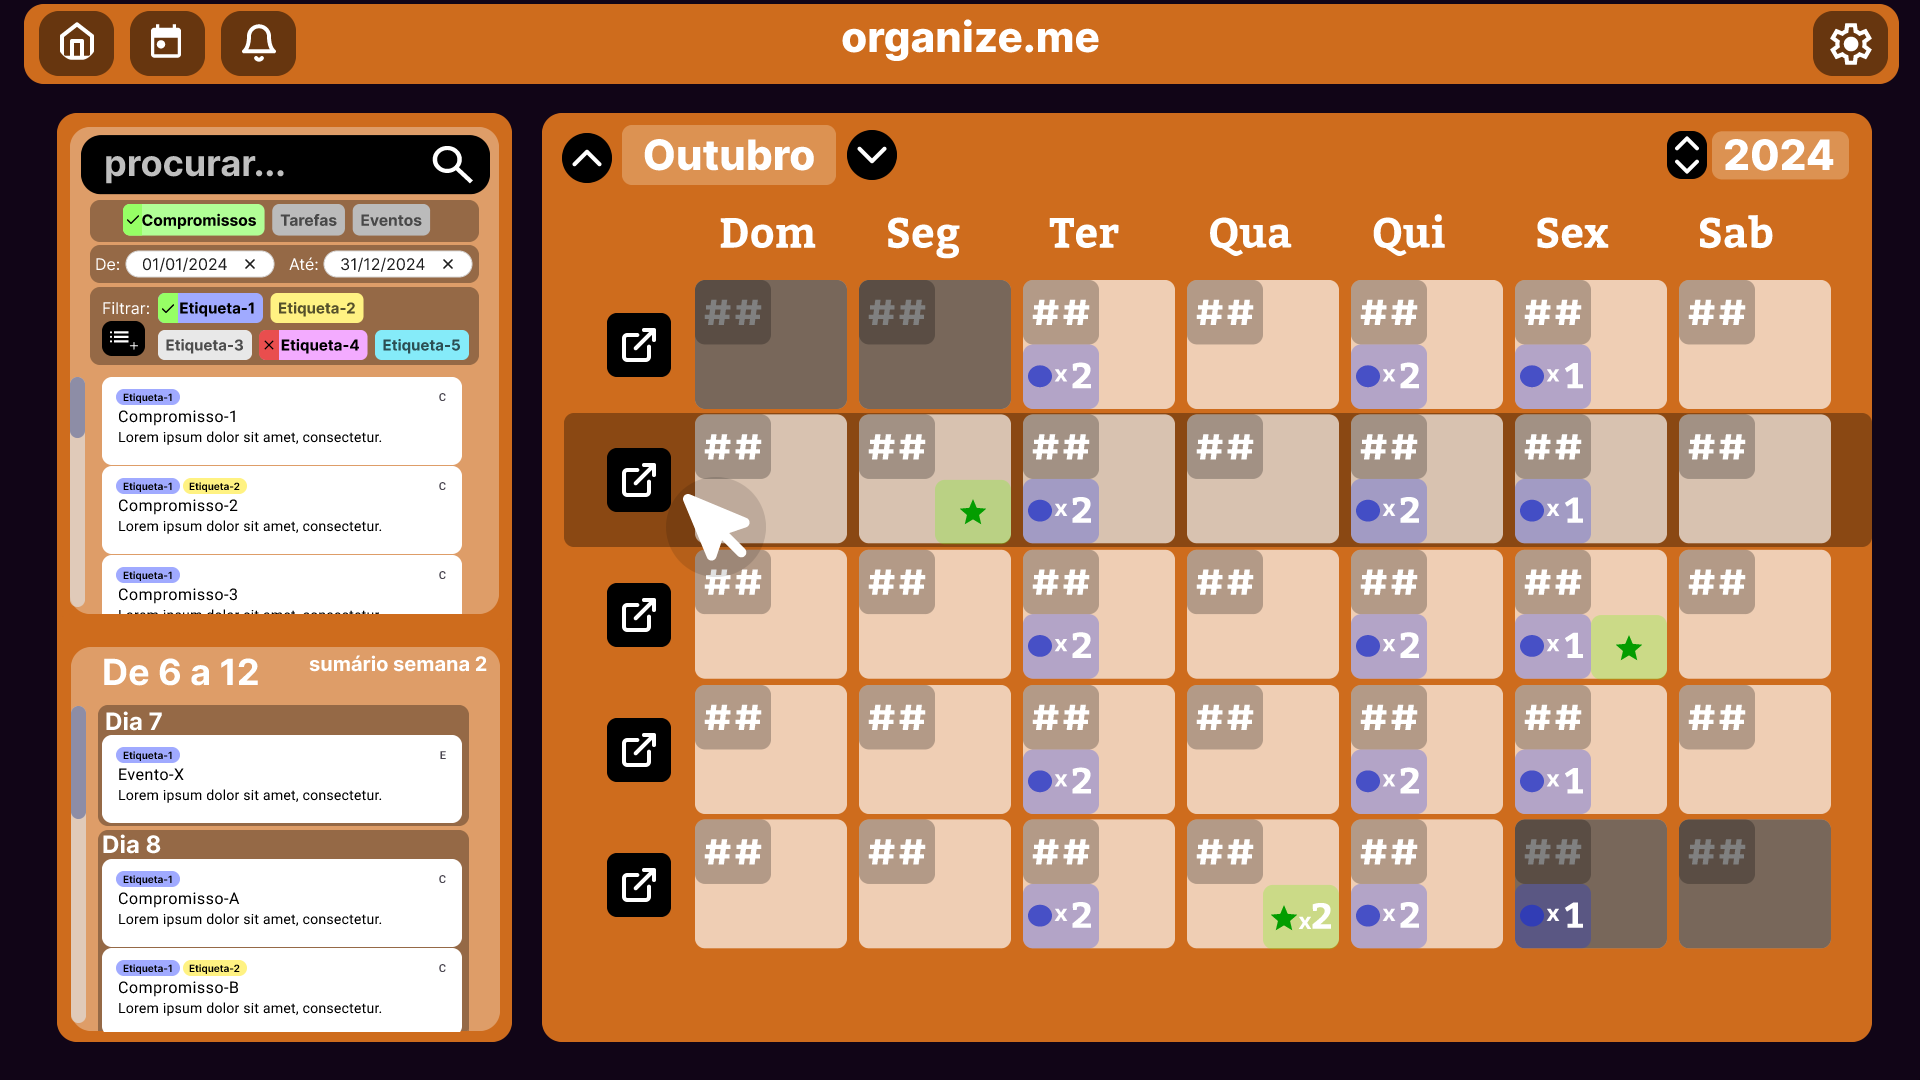 organize.me
procurar...
Compromissos Tarefas Eventos
De: 01/01/2024 Até: 31/12/2024
Filtrar: Etiqueta-1 Etiqueta-2
Etiqueta-3 Etiqueta-4 Etiqueta-5
Etiqueta-1 C
Compromisso-1
Lorem ipsum dolor sit amet, consectetur.
Etiqueta-1 Etiqueta-2 C
Compromisso-2
Lorem ipsum dolor sit amet, consectetur.
Etiqueta-1 C
Compromisso-3
Lorem ipsum dolor sit amet, consectetur.
De 6 a 12 sumário semana 2
Dia 7
Etiqueta-1 E
Evento-X
Lorem ipsum dolor sit amet, consectetur.
Dia 8
Etiqueta-1 C
Compromisso-A
Lorem ipsum dolor sit amet, consectetur.
Etiqueta-1 Etiqueta-2 C
Compromisso-B
Lorem ipsum dolor sit amet, consectetur.
Outubro 2024
Dom Seg Ter Qua Qui Sex Sab
## ## ## ## ## ## ##
x2 x2 x1
## ## ## ## ## ## ##
x2 x2 x1
## ## ## ## ## ## ##
x2 x2 x1
## ## ## ## ## ## ##
x2 x2 x1
## ## ## ## ## ## ##
x2 x2 x2 x1